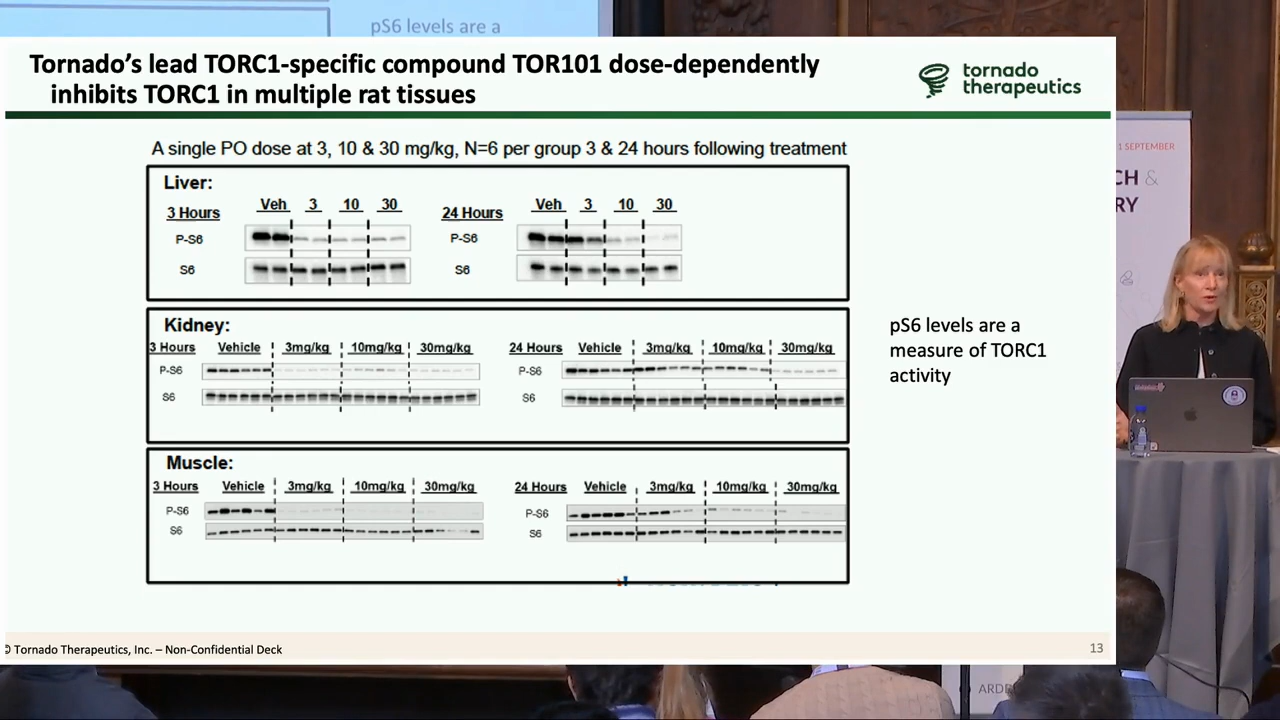 pS6 levels are a
Tornado's lead TORC1-specific compound TOR101 dose-dependently
inhibits TORC1 in multiple rat tissues
tornado
therapeutics
A single PO dose at 3, 10 & 30 mg/kg, N=6 per group 3 & 24 hours following treatment
Liver:
3 Hours Veh 3 10 30
P-S6
S6
24 Hours Veh 3 10 30
P-S6
S6
Kidney:
3 Hours Vehicle 3mg/kg 10mg/kg 30mg/kg
P-S6
S6
24 Hours Vehicle 3mg/kg 10mg/kg 30mg/kg
P-S6
S6
Muscle:
3 Hours Vehicle 3mg/kg 10mg/kg 30mg/kg
P-S6
S6
24 Hours Vehicle 3mg/kg 10mg/kg 30mg/kg
P-S6
S6
pS6 levels are a
measure of TORC1
activity
© Tornado Therapeutics, Inc. – Non-Confidential Deck
13
1 SEPTEMBER
CH &
RY
ARD